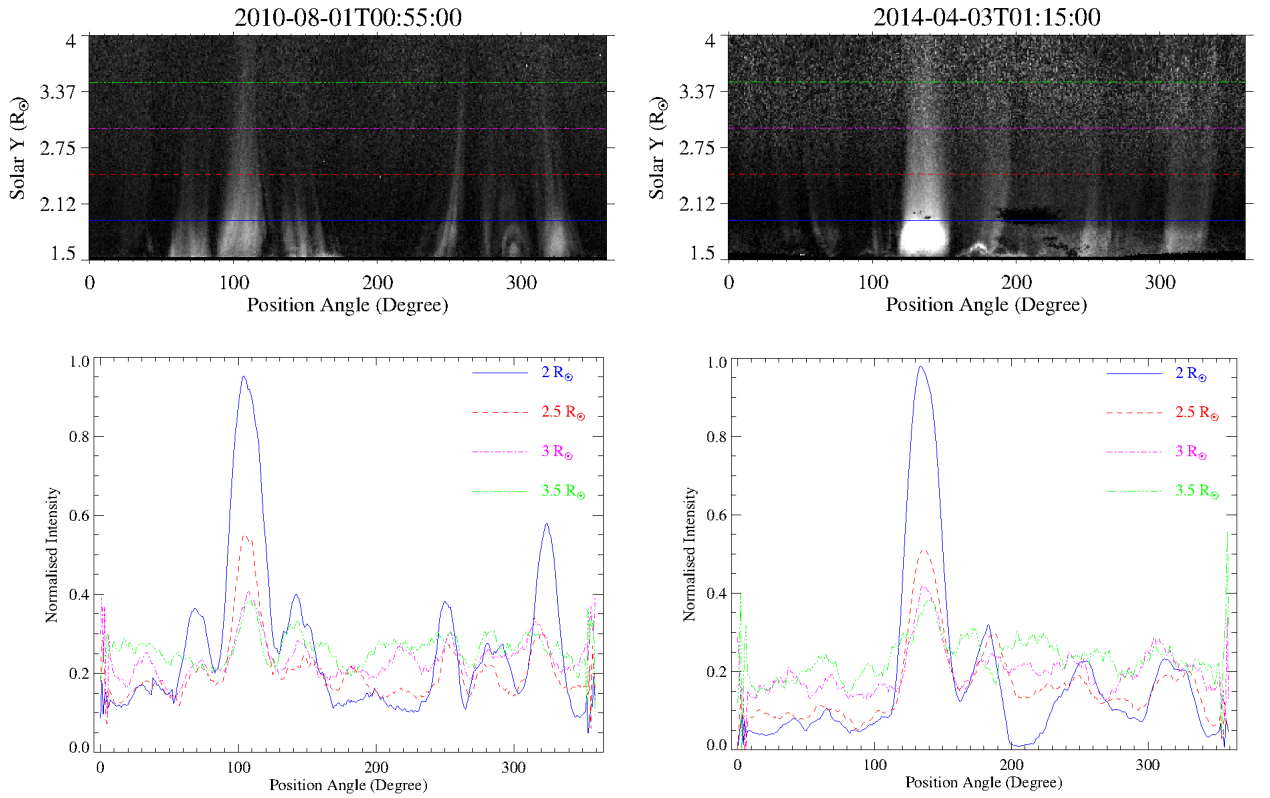 2010-08-01T00:55:00
4
3.37
2.75
2.12
1.5
Solar Y (R☉)
0 100 200 300
Position Angle (Degree)
2014-04-03T01:15:00
4
3.37
2.75
2.12
1.5
Solar Y (R☉)
0 100 200 300
Position Angle (Degree)
1.0
0.8
0.6
0.4
0.2
0.0
Normalised Intensity
2 R☉
2.5 R☉
3 R☉
3.5 R☉
0 100 200 300
Position Angle (Degree)
1.0
0.8
0.6
0.4
0.2
0.0
Normalised Intensity
2 R☉
2.5 R☉
3 R☉
3.5 R☉
0 100 200 300
Position Angle (Degree)